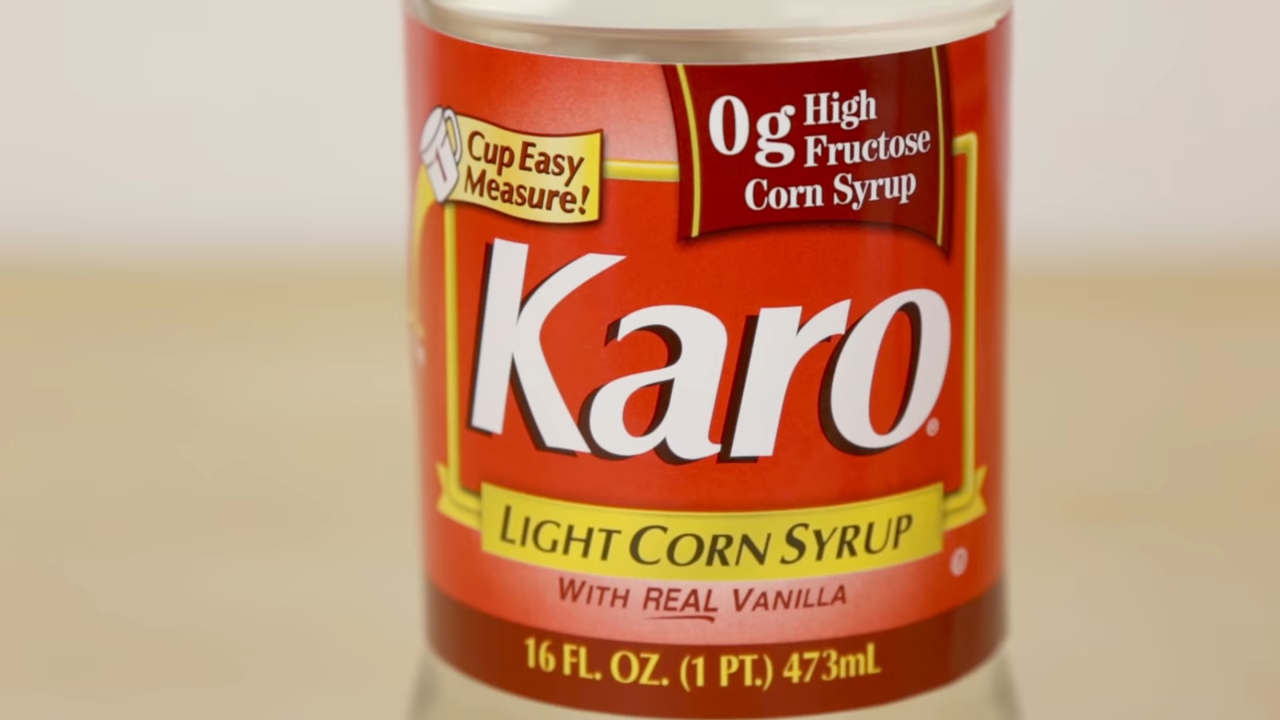 0g High
Fructose
Corn Syrup
Cup Easy
Measure!
Karo®
LIGHT CORN SYRUP
WITH REAL VANILLA
16 FL. OZ. (1 PT.) 473mL